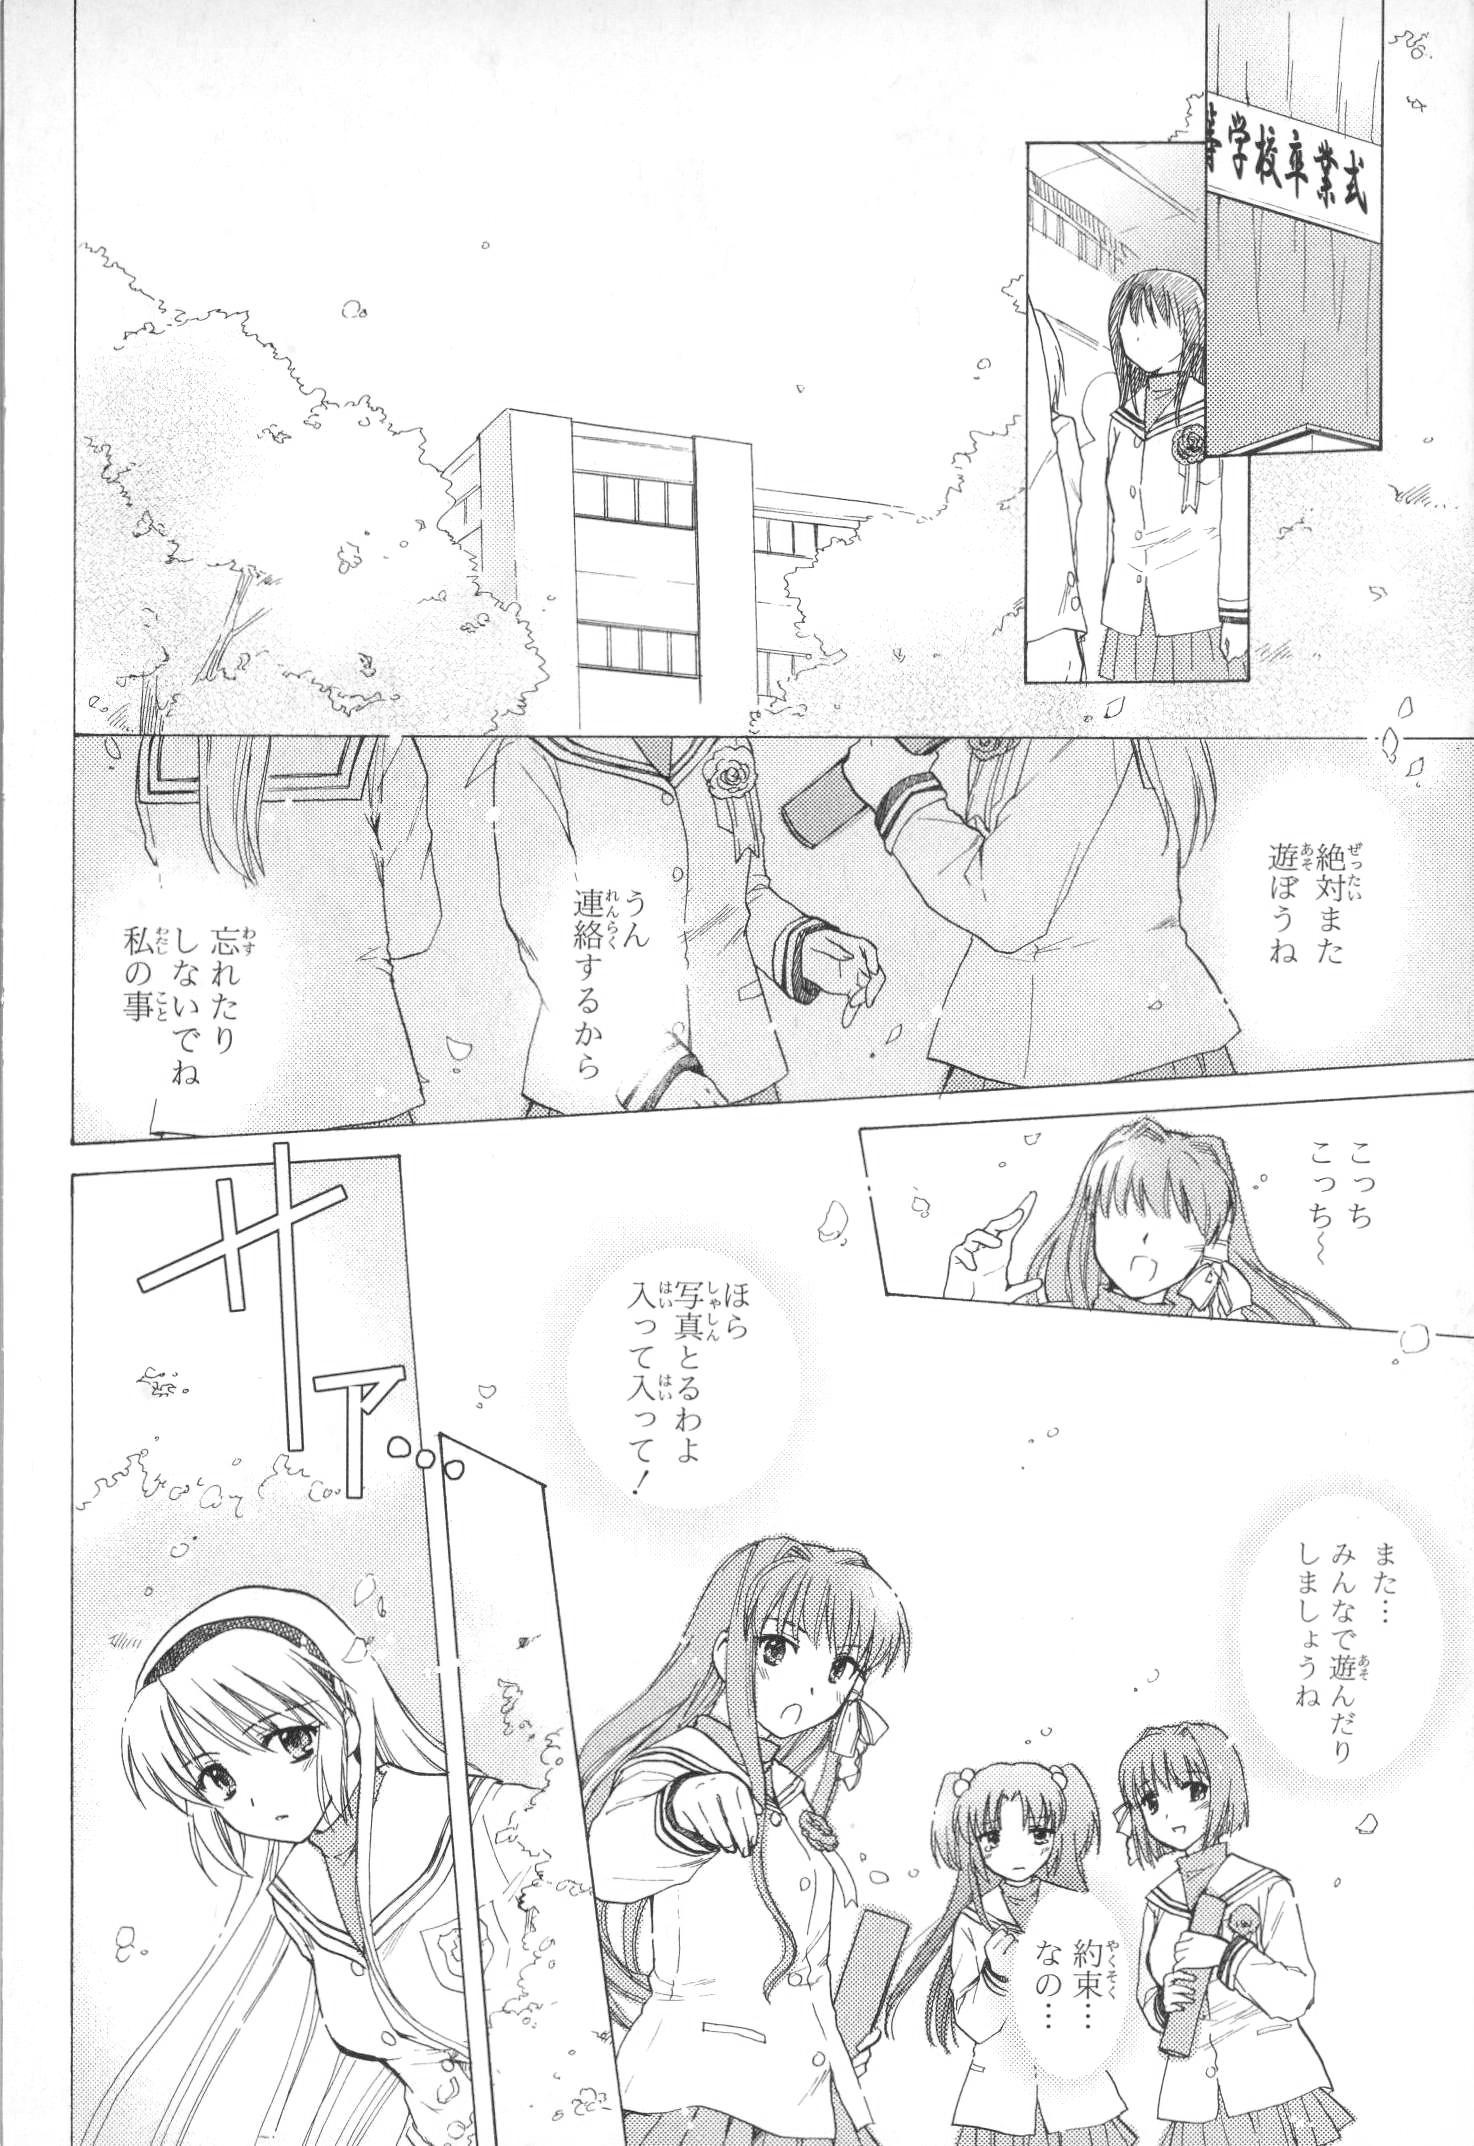 等学校卒業式
絶対また
遊ぼうね
うん
連絡するから
忘れたり
しないでね
私の事
こっち
こっち〜
ほら
写真とるわよ
入って入って！
また…
みんなで遊んだり
しましょうね
約束…
なの…
ザァ